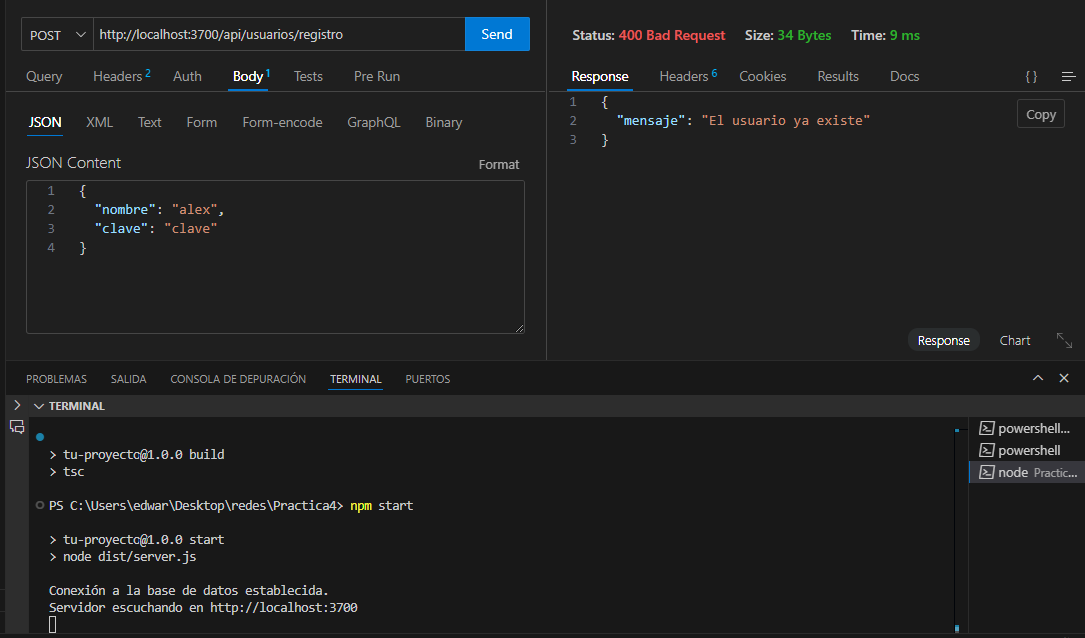 POST http://localhost:3700/api/usuarios/registro Send
Query Headers 2 Auth Body 1 Tests Pre Run
JSON XML Text Form Form-encode GraphQL Binary
JSON Content Format
1 {
2 "nombre": "alex",
3 "clave": "clave"
4 }
Status: 400 Bad Request Size: 34 Bytes Time: 9 ms
Response Headers 6 Cookies Results Docs { }
1 {
2 "mensaje": "El usuario ya existe"
3 }
Copy
Response Chart
PROBLEMAS SALIDA CONSOLA DE DEPURACIÓN TERMINAL PUERTOS
TERMINAL
> tu-proyecto@1.0.0 build
> tsc
PS C:\Users\edwar\Desktop\redes\Practica4> npm start
> tu-proyecto@1.0.0 start
> node dist/server.js
Conexión a la base de datos establecida.
Servidor escuchando en http://localhost:3700
powershell...
powershell
node Practic...